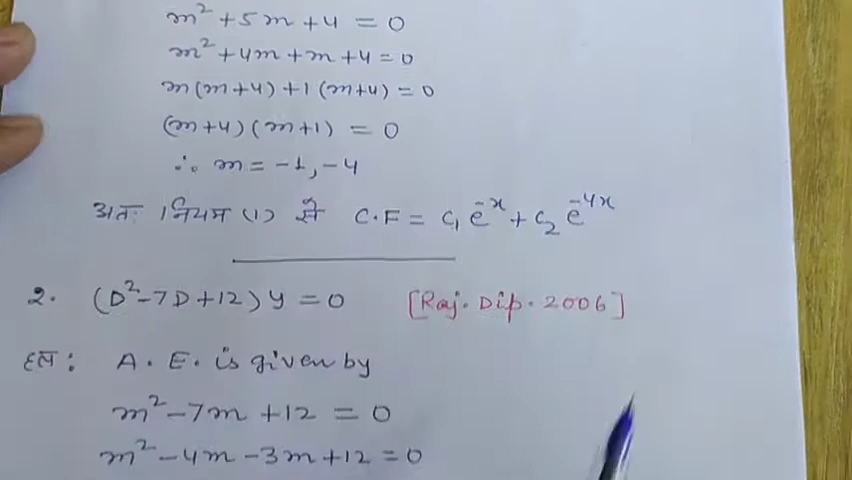 m² + 5m + 4 = 0
m² + 4m + m + 4 = 0
m(m+4) + 1(m+4) = 0
(m+4)(m+1) = 0
∴ m = -1, -4
अतः नियम (1) से C.F = C₁e⁻ˣ + C₂e⁻⁴ˣ
2. (D² - 7D + 12) y = 0 [Raj. Dip. 2006]
हल: A.E. is given by
m² - 7m + 12 = 0
m² - 4m - 3m + 12 = 0